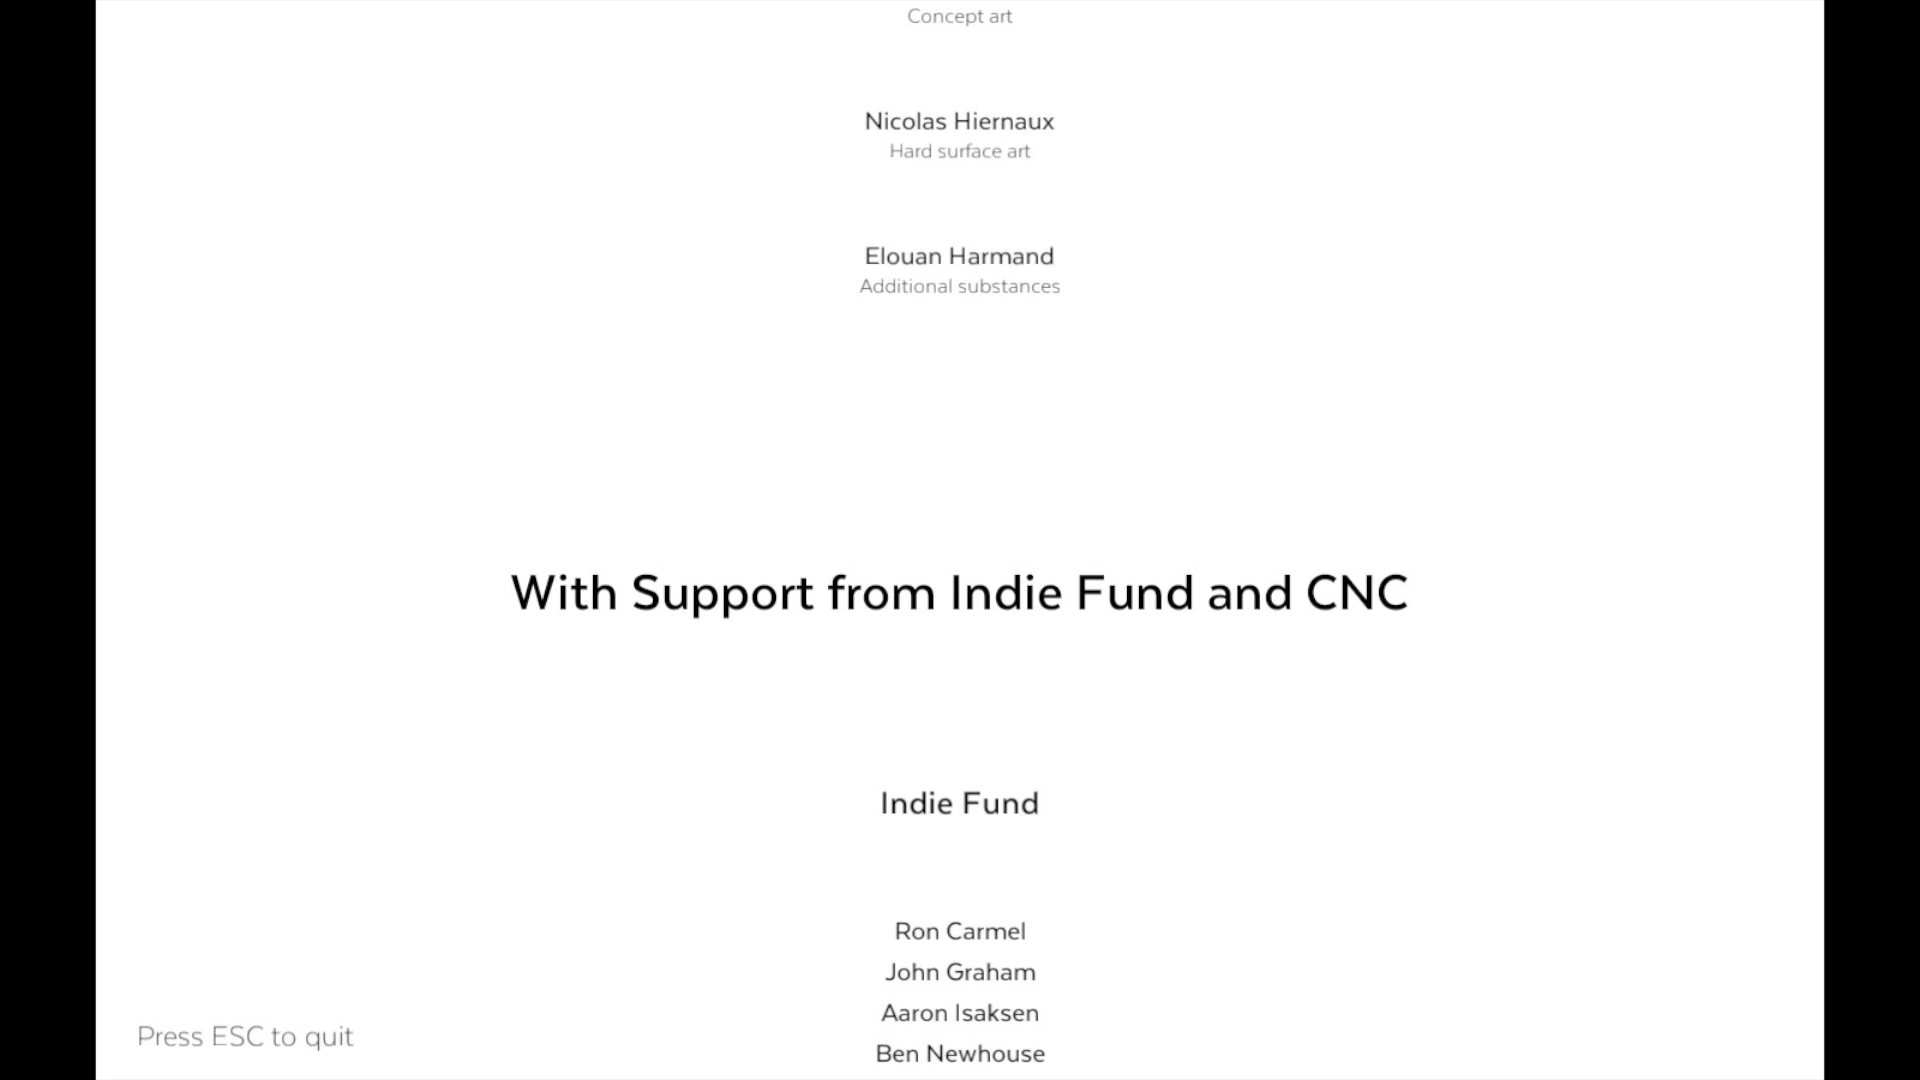 Concept art
Nicolas Hiernaux
Hard surface art
Elouan Harmand
Additional substances
With Support from Indie Fund and CNC
Indie Fund
Ron Carmel
John Graham
Aaron Isaksen
Ben Newhouse
Press ESC to quit